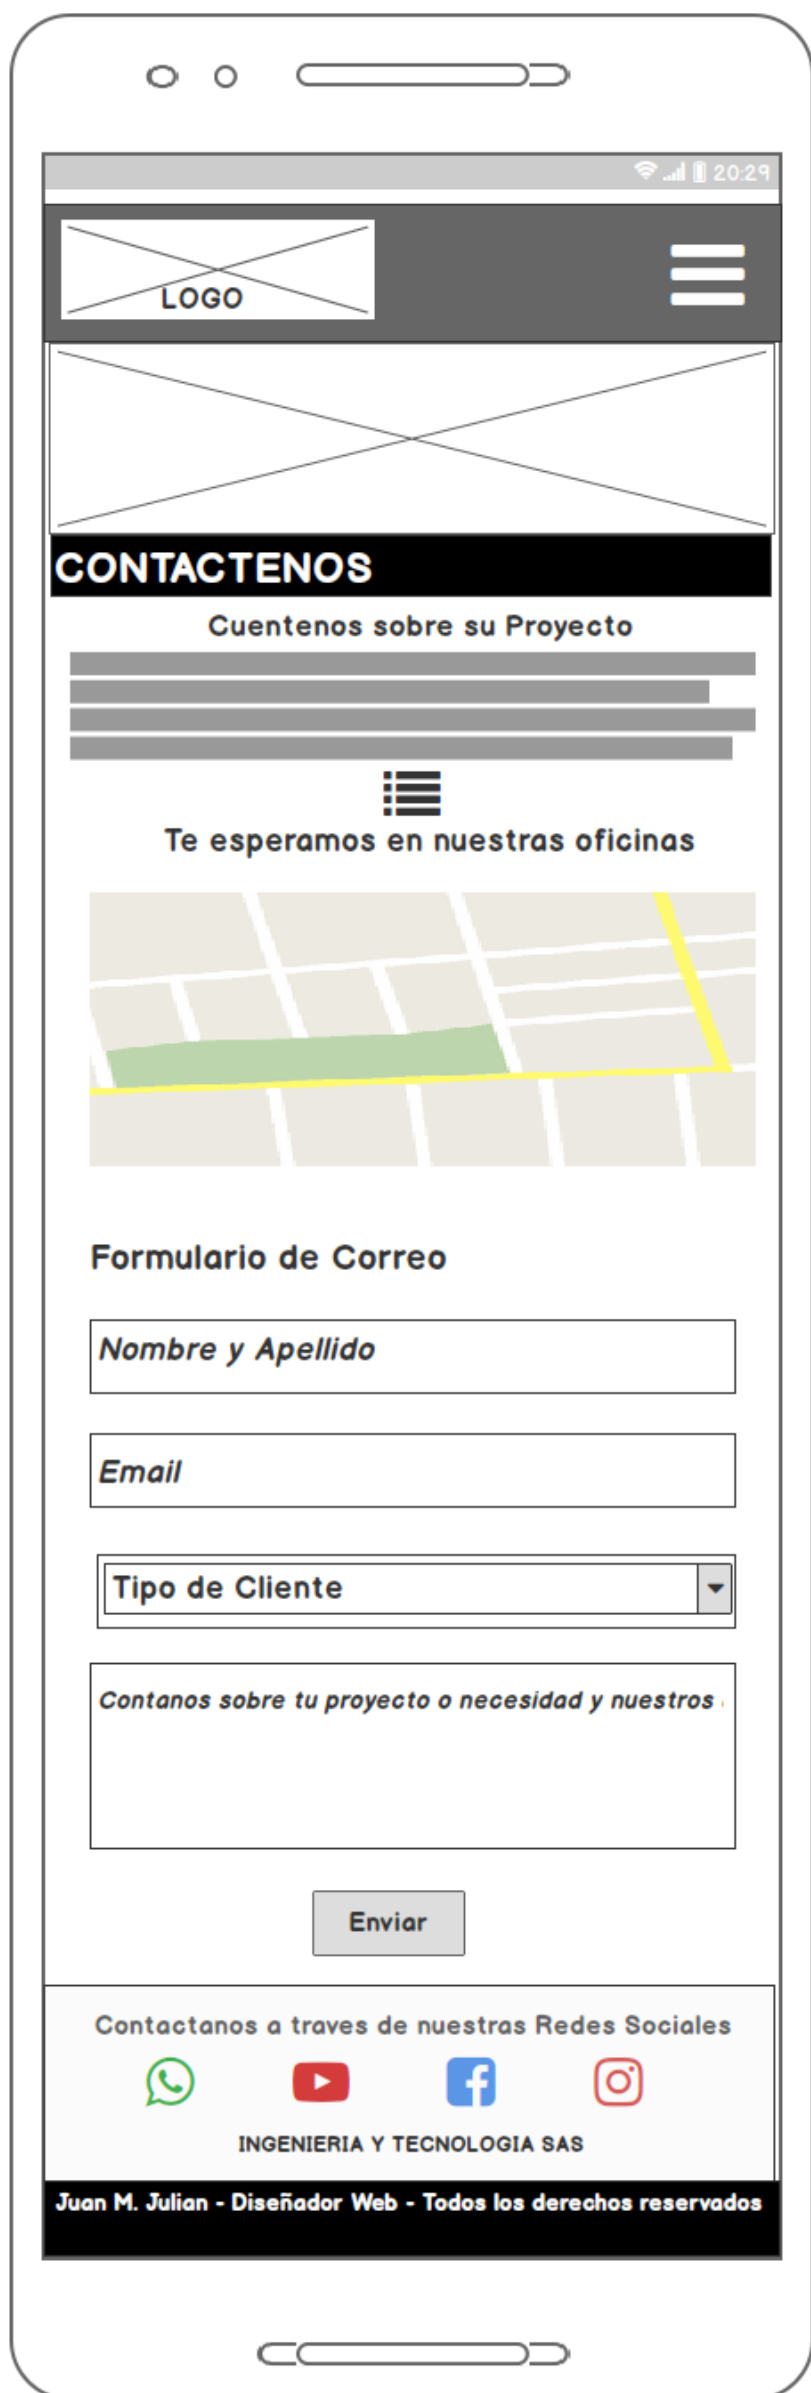 20:29
LOGO
CONTACTENOS
Cuentenos sobre su Proyecto
Te esperamos en nuestras oficinas
Formulario de Correo
Nombre y Apellido
Email
Tipo de Cliente
Contanos sobre tu proyecto o necesidad y nuestros
Enviar
Contactanos a traves de nuestras Redes Sociales
INGENIERIA Y TECNOLOGIA SAS
Juan M. Julian - Diseñador Web - Todos los derechos reservados